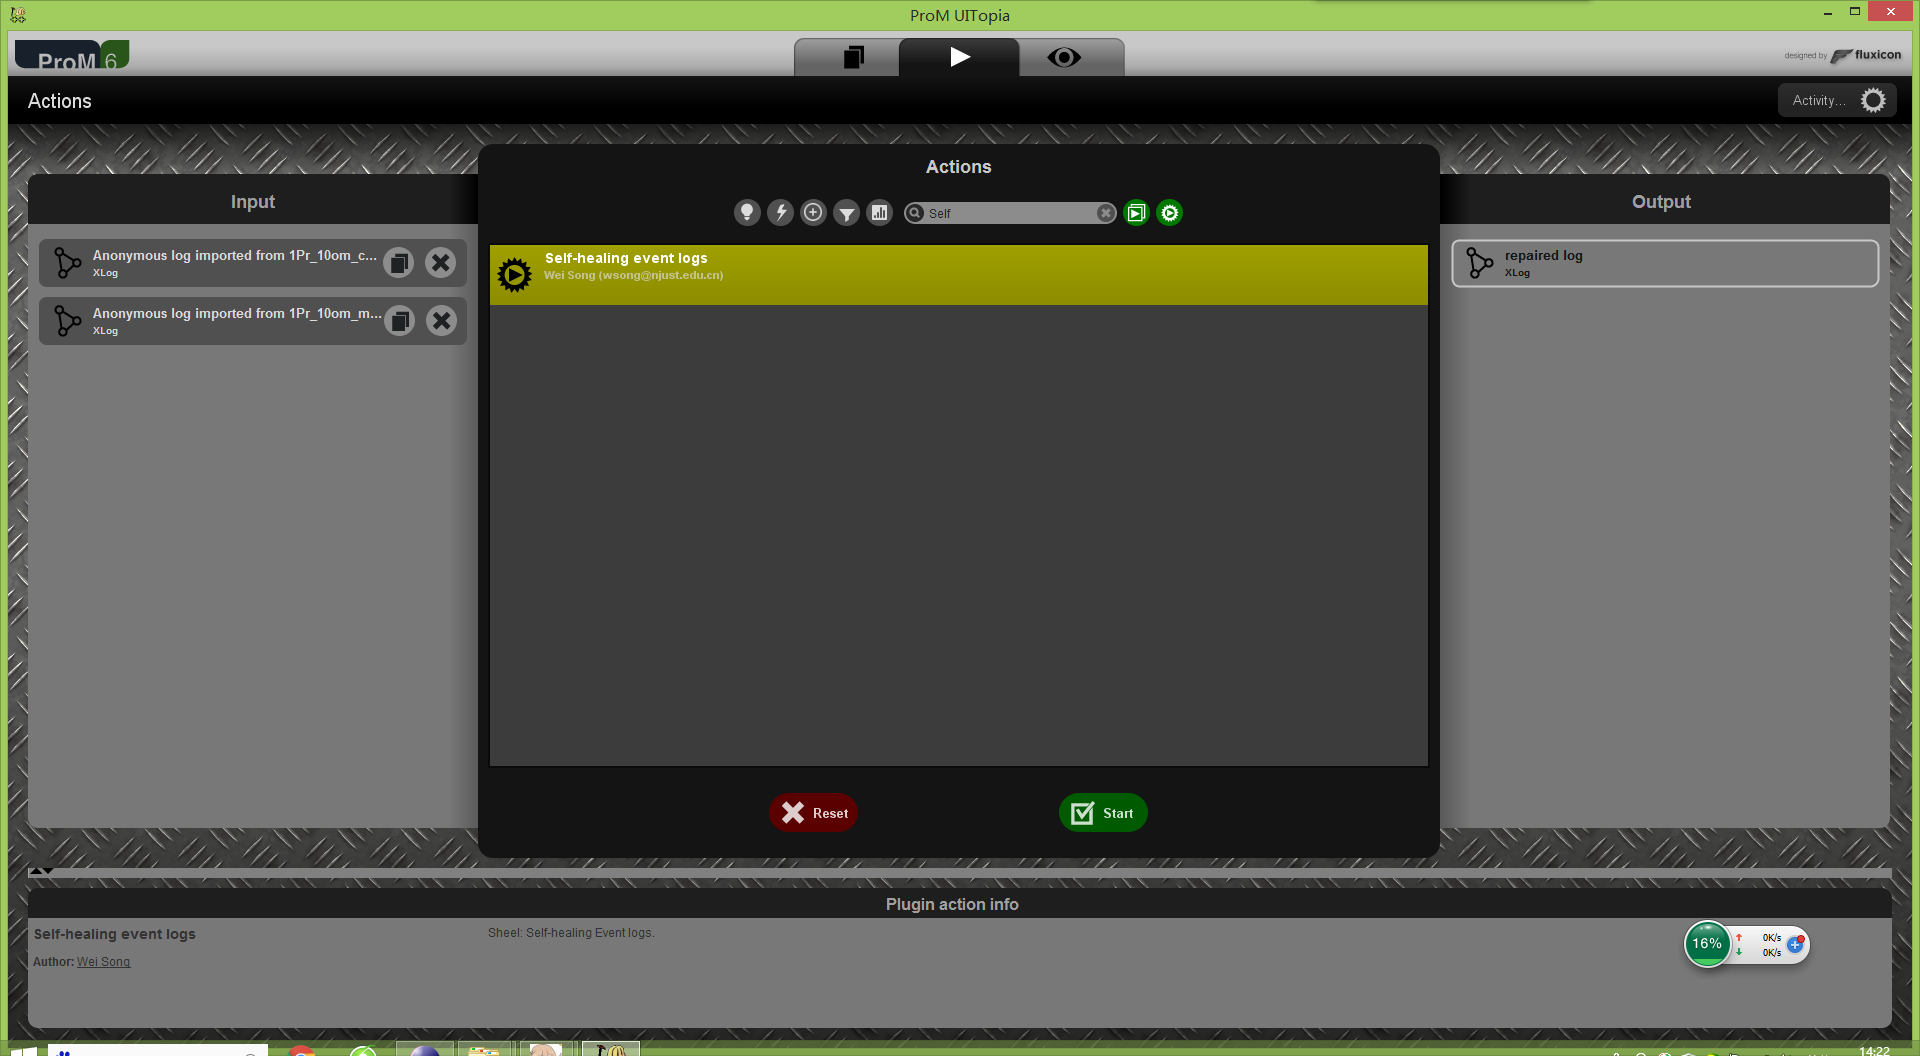 ProM UITopia
ProM 6
designed by fluxicon
Actions
Activity...
Actions
Input
Output
Self
Anonymous log imported from 1Pr_10om_c...
XLog
Anonymous log imported from 1Pr_10om_m...
XLog
Self-healing event logs
Wei Song (wsong@njust.edu.cn)
repaired log
XLog
Reset
Start
Plugin action info
Self-healing event logs
Sheel: Self-healing Event logs.
Author: Wei Song
16%
0K/s
0K/s
14:22